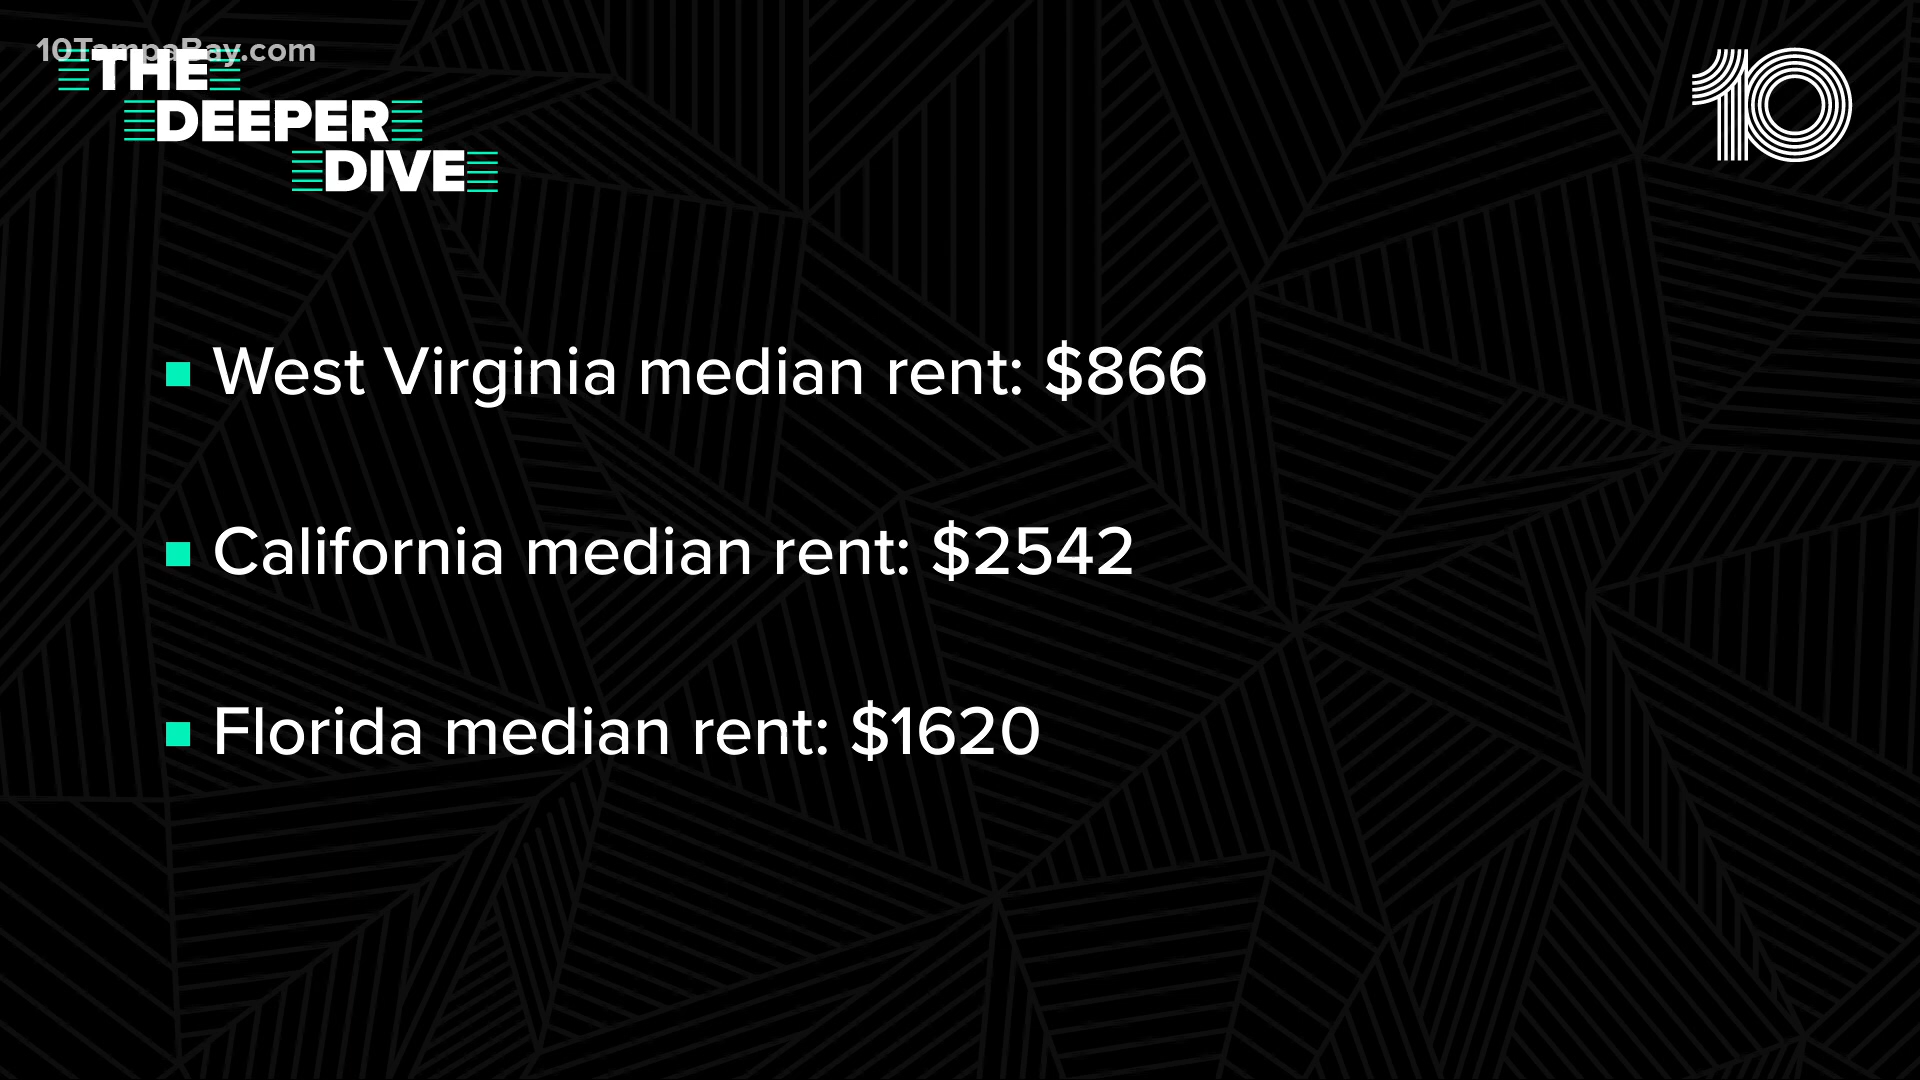 10TampaBay.com
THE
DEEPER
DIVE
10
West Virginia median rent: $866
California median rent: $2542
Florida median rent: $1620